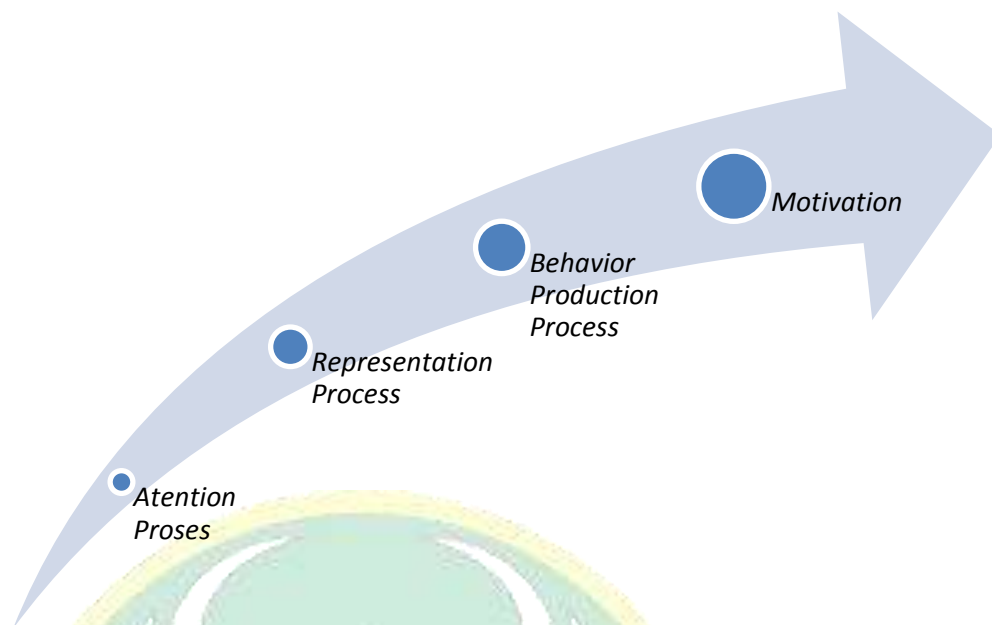 Motivation
Behavior
Production
Process
Representation
Process
Atention
Proses